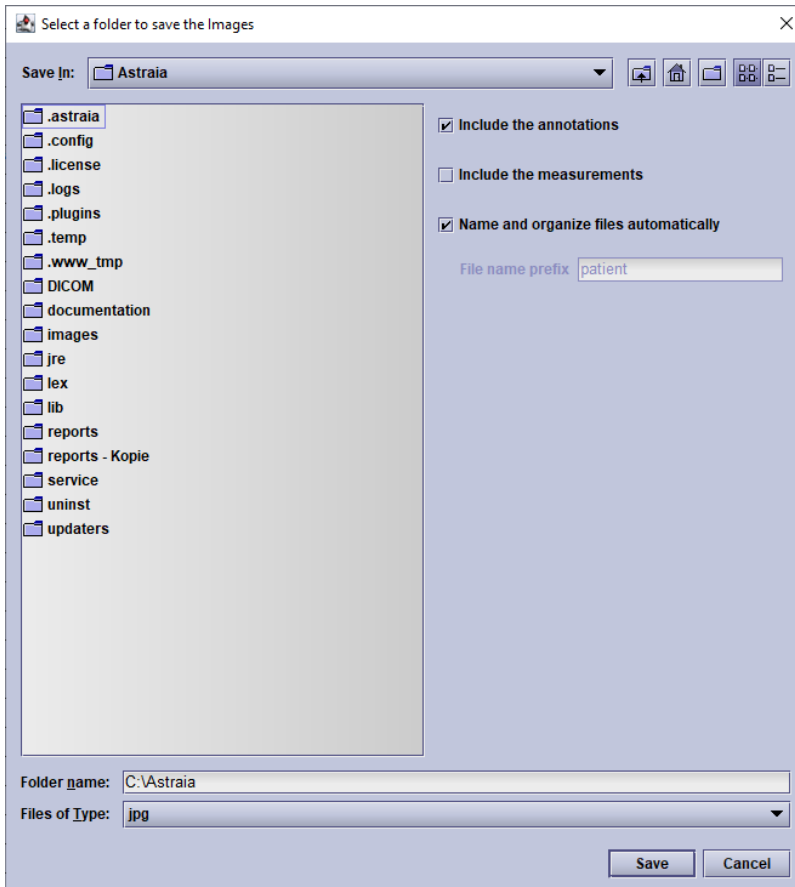 Select a folder to save the Images
Save In: Astraia
.astraia
.config
.license
.logs
.plugins
.temp
.www_tmp
DICOM
documentation
images
jre
lex
lib
reports
reports - Kopie
service
uninst
updaters
Include the annotations
Include the measurements
Name and organize files automatically
File name prefix patient
Folder name: C:\Astraia
Files of Type: jpg
Save Cancel